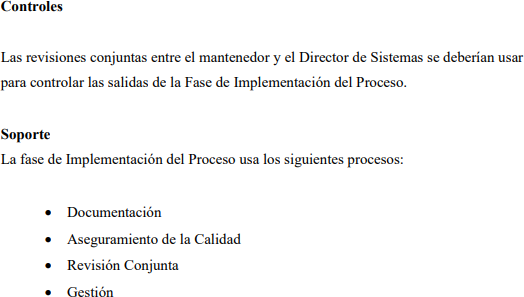 Controles
Las revisiones conjuntas entre el mantenedor y el Director de Sistemas se deberían usar
para controlar las salidas de la Fase de Implementación del Proceso.
Soporte
La fase de Implementación del Proceso usa los siguientes procesos:
• Documentación
• Aseguramiento de la Calidad
• Revisión Conjunta
• Gestión